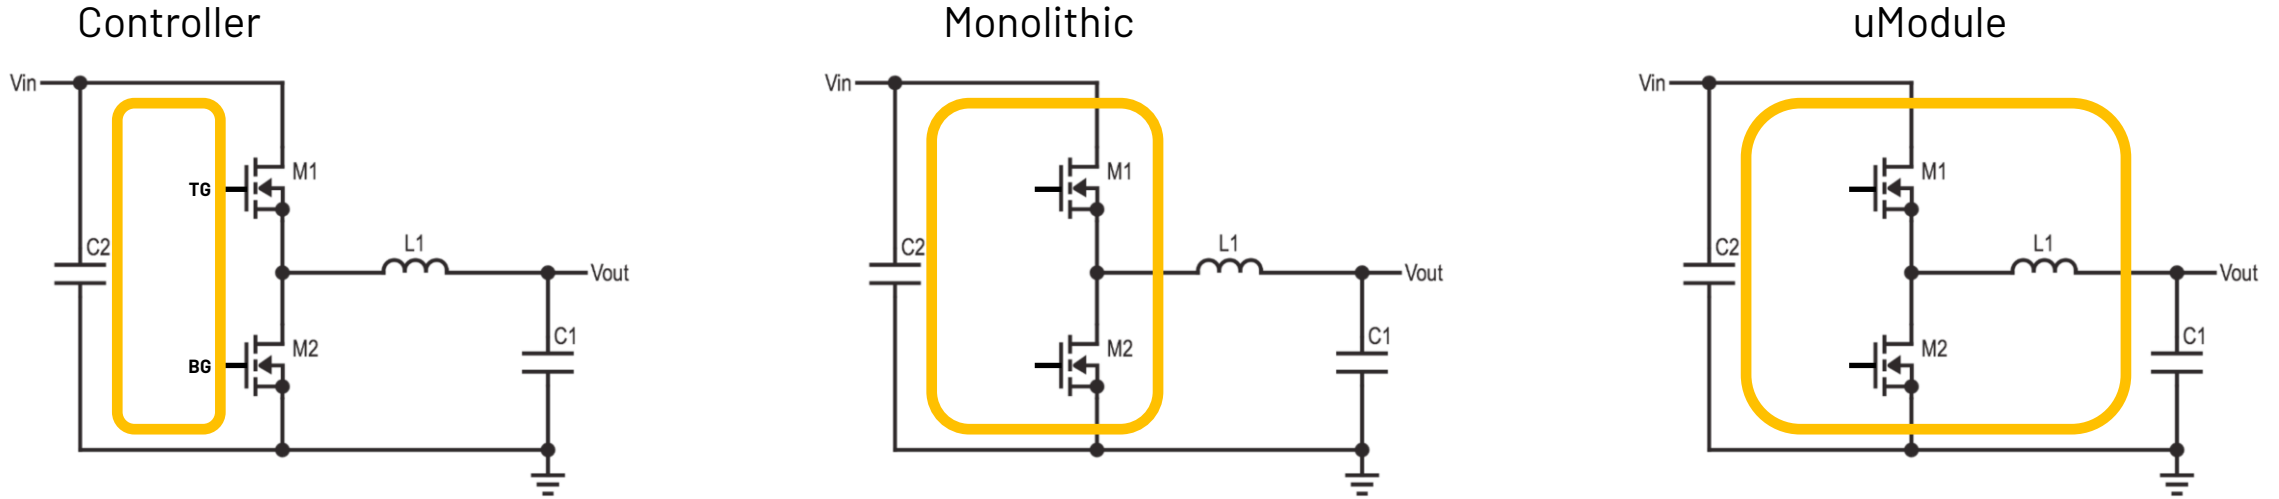 Controller
Vin
M1
TG
C2
L1
Vout
C1
M2
BG
Monolithic
Vin
M1
C2
L1
Vout
C1
M2
uModule
Vin
M1
C2
L1
Vout
C1
M2